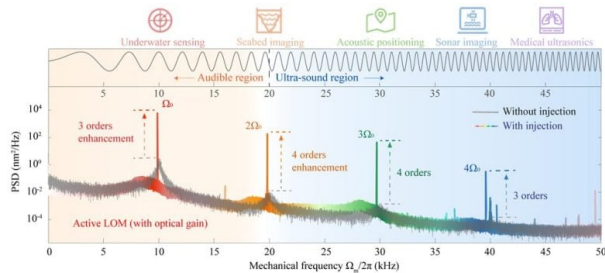 Underwater sensing
Scabed imaging
Acoustic positioning
Sonar imaging
Medical ultrasonics
Audible region
Ultra-sound region
5 10 15 20 25 30 35 40 45 50
PSD (nm²/Hz)
10⁴
10²
10⁰
10⁻²
10⁻⁴
Ω₀
3 orders
enhancement
2Ω₀
4 orders
enhancement
3Ω₀
4 orders
4Ω₀
3 orders
Without injection
With injection
Active LOM (with optical gain)
0 5 10 15 20 25 30 35 40 45 50
Mechanical frequency Ωₘ/2π (kHz)